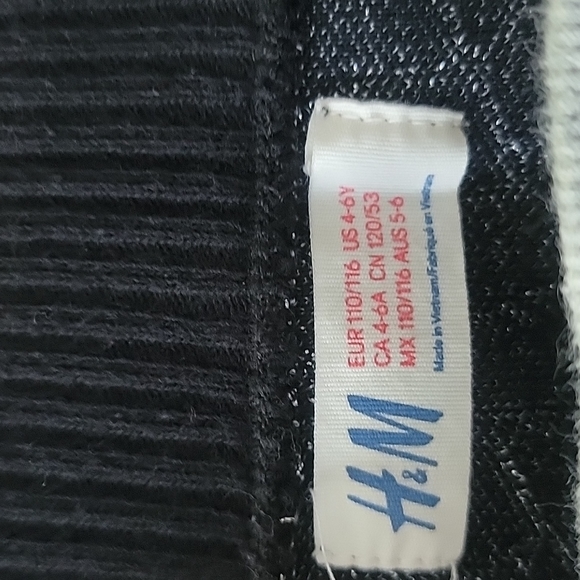 H&M
EUR 110/116 US 4-6Y
CA 4-6A CN 120/53
MX 110/116 AUS 5-6
Made in Vietnam/Fabriqué en Vietnam